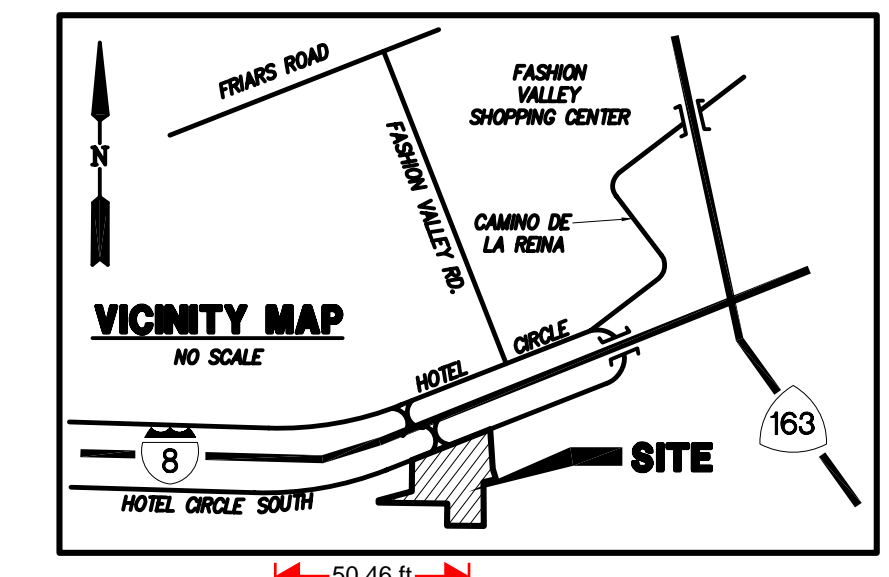 FRIARS ROAD
FASHION
VALLEY
SHOPPING CENTER
N
FASHION VALLEY RD.
CAMINO DE
LA REINA
VICINITY MAP
NO SCALE
HOTEL CIRCLE
163
8
SITE
HOTEL CIRCLE SOUTH
50.46 ft